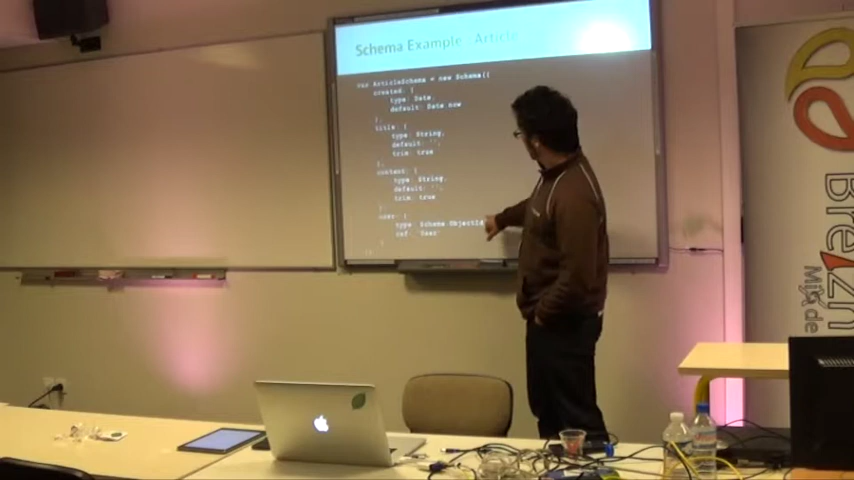 Schema Example - Article
var ArticleSchema = new Schema({
created: {
type: Date,
default: Date.now
},
title: {
type: String,
default: '',
trim: true
},
content: {
type: String,
default: '',
trim: true
},
user: {
type: Schema.ObjectId
ref: 'User'